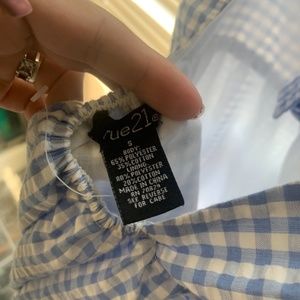 rue21
S
BODY:
65% POLYESTER
35% COTTON
LINING:
80% POLYESTER
20% COTTON
MADE IN CHINA
RN 70829
SEE REVERSE
FOR CARE